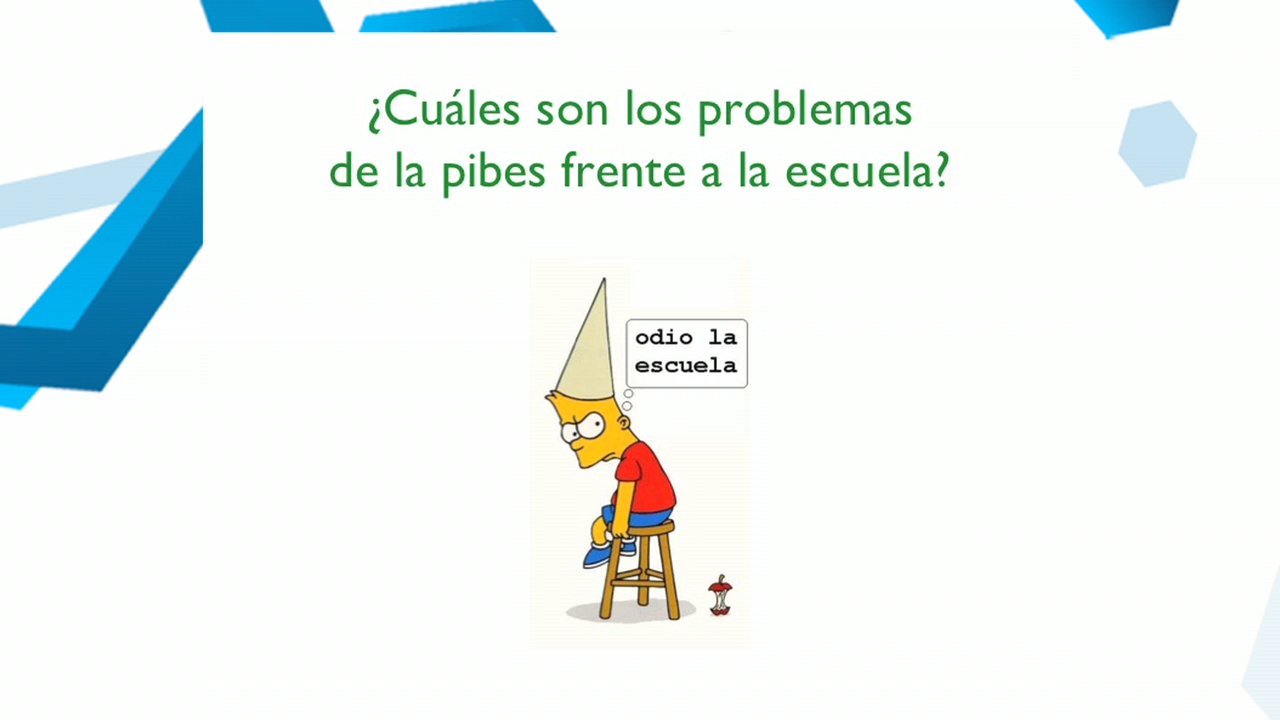 ¿Cuáles son los problemas
de la pibes frente a la escuela?
odio la
escuela